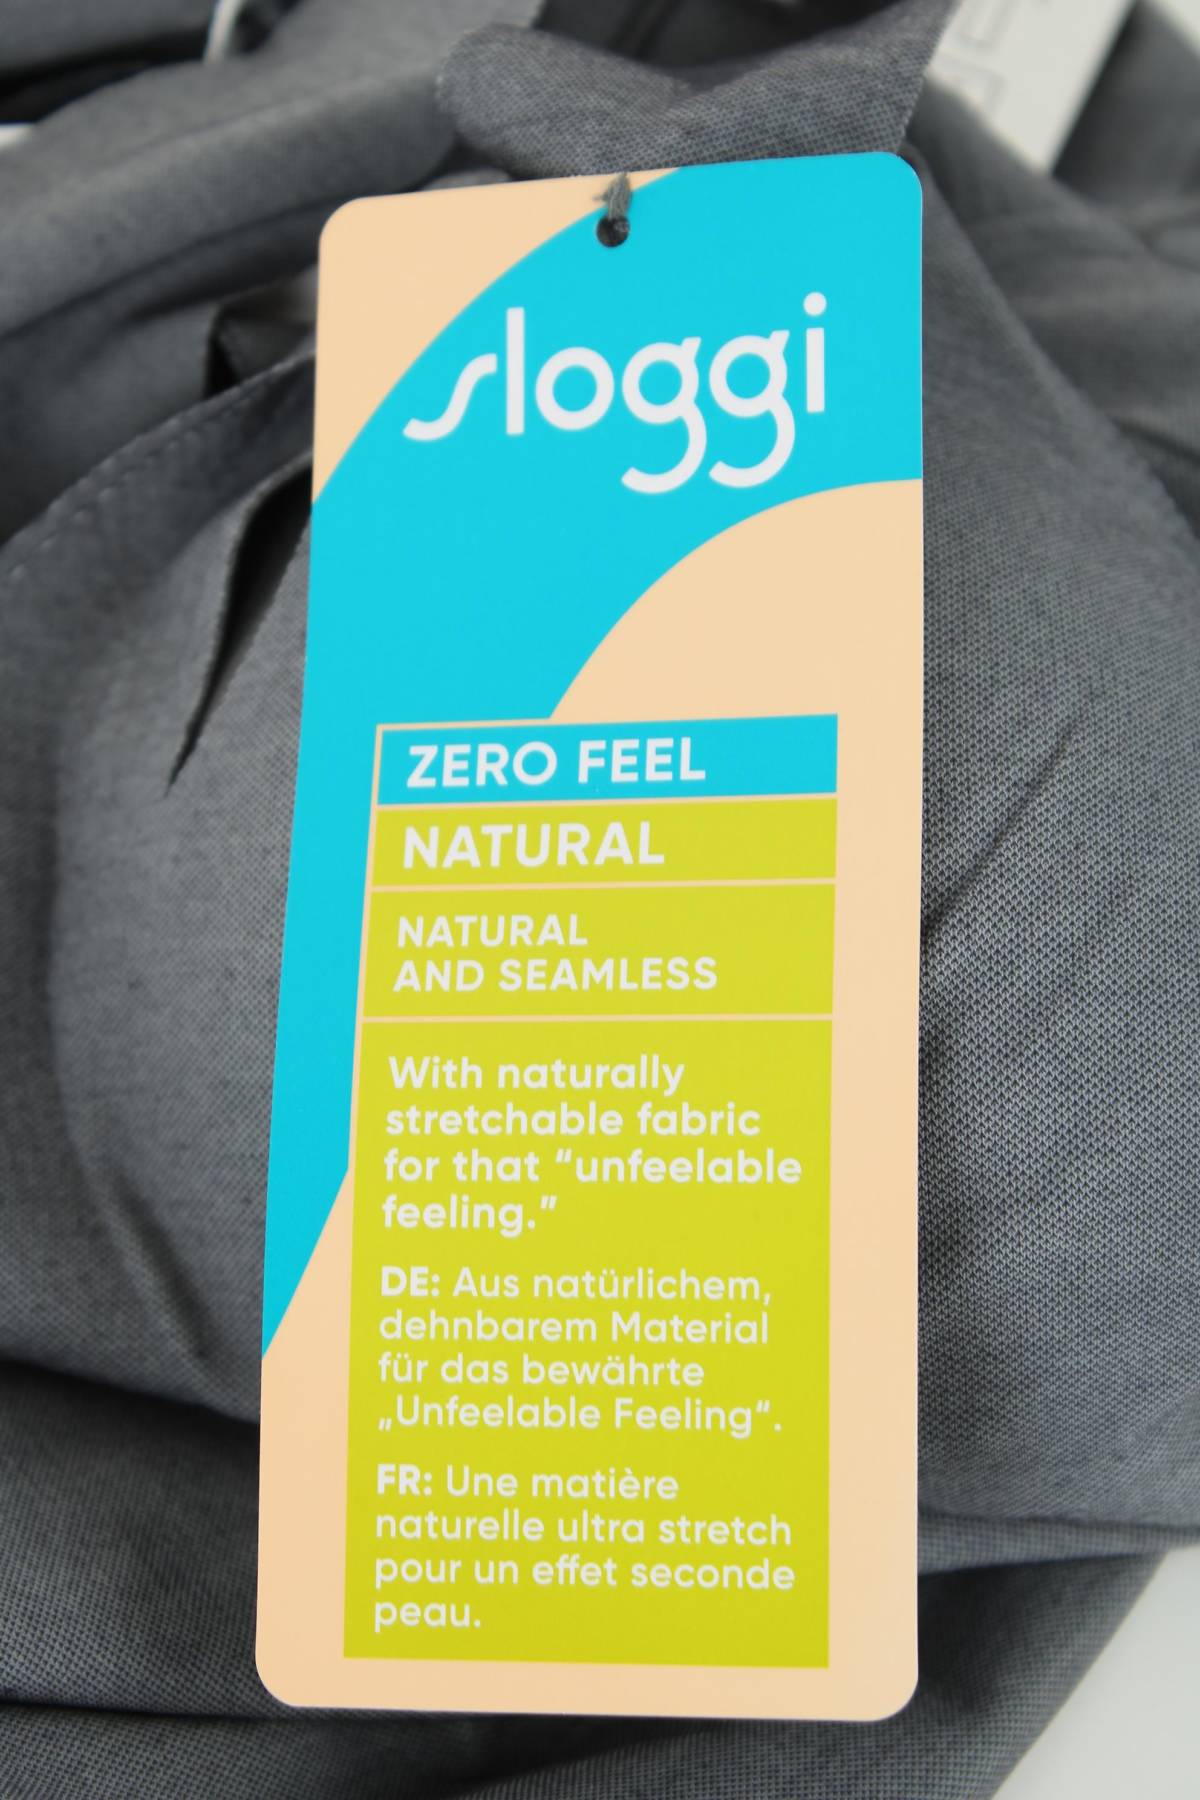 sloggi
ZERO FEEL
NATURAL
NATURAL
AND SEAMLESS
With naturally
stretchable fabric
for that “unfeelable
feeling.”
DE: Aus natürlichem,
dehnbarem Material
für das bewährte
„Unfeelable Feeling“.
FR: Une matière
naturelle ultra stretch
pour un effet seconde
peau.